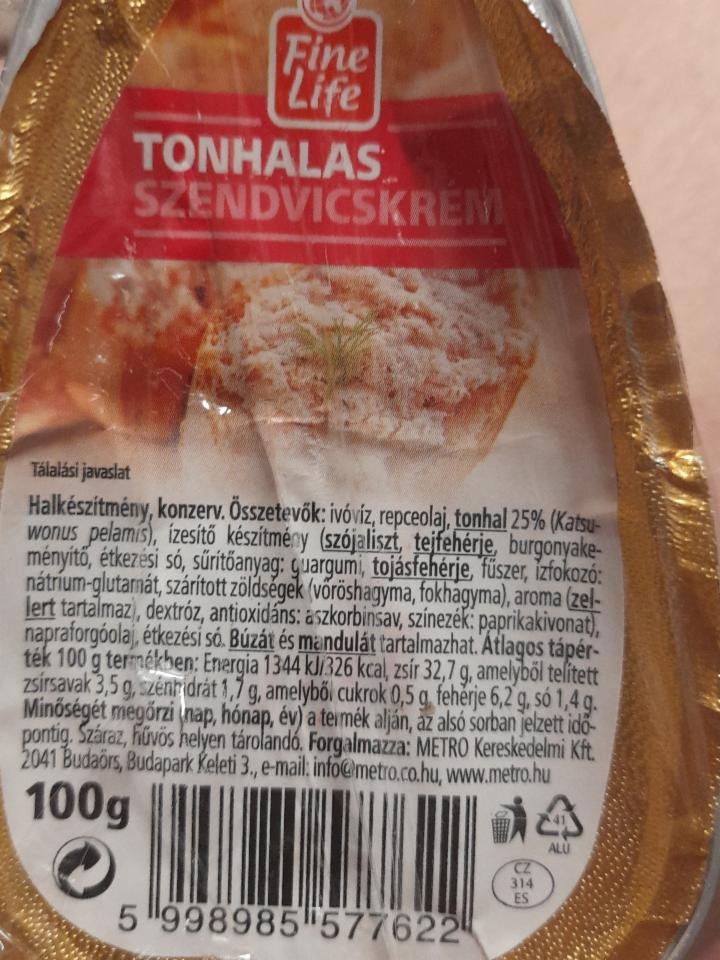 Fine
Life
TONHALAS
SZENDVICSKRÉM
Tálalási javaslat
Halkészítmény, konzerv. Összetevők: ivóvíz, repceolaj, tonhal 25% (Katsu-
wonus pelamis), ízesítő készítmény (szójaliszt, tejfehérje, burgonyake-
ményítő, étkezési só, sűrítőanyag: guargumi, tojásfehérje, fűszer, ízfokozó:
nátrium-glutamát, szárított zöldségek (vöröshagyma, fokhagyma), aroma (zel-
lert tartalmaz), dextróz, antioxidáns: aszkorbinsav, színezék: paprikakivonat),
napraforgóolaj, étkezési só. Búzát és mandulát tartalmazhat. Átlagos tápér-
ték 100 g termékben: Energia 1344 kJ/326 kcal, zsír 32,7 g, amelyből telített
zsírsavak 3,5 g, szénhidrát 1,7 g, amelyből cukrok 0,5 g, fehérje 6,2 g, só 1,4 g.
Minőségét megőrzi (nap, hónap, év) a termék alján, az alsó sorban jelzett idő-
pontig. Száraz, hűvös helyen tárolandó. Forgalmazza: METRO Kereskedelmi Kft.
2041 Budaörs, Budapark Keleti 3., e-mail: info@metro.co.hu, www.metro.hu
100g
41
ALU
CZ
314
ES
5 998985 577622